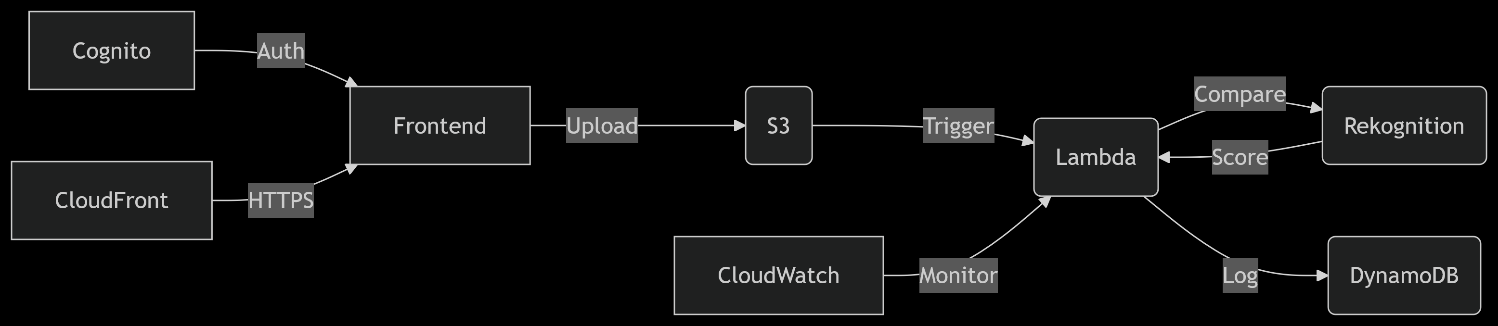 Cognito
Auth
Frontend
CloudFront
HTTPS
Upload
S3
Trigger
Lambda
Compare
Rekognition
Score
CloudWatch
Monitor
Log
DynamoDB